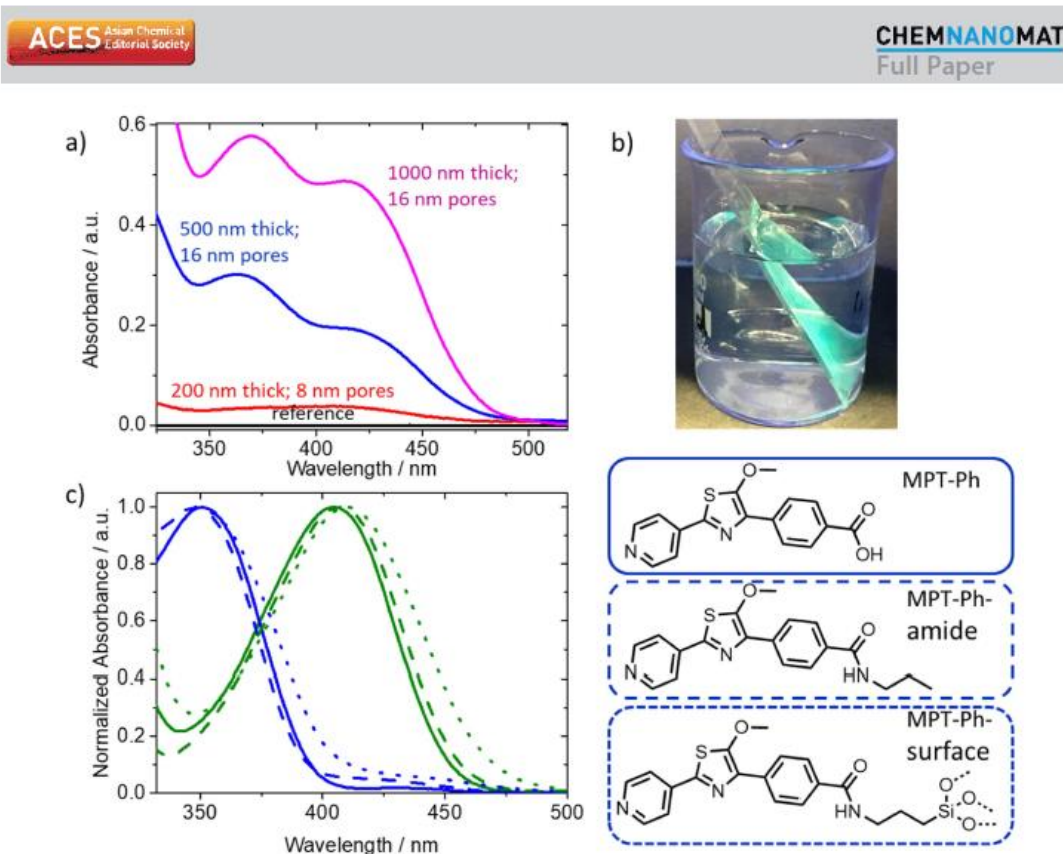 ACES Asian Chemical
Editorial Society
CHEMNANOMAT
Full Paper
a)
0.6
0.4
0.2
0.0
Absorbance / a.u.
1000 nm thick;
16 nm pores
500 nm thick;
16 nm pores
200 nm thick; 8 nm pores
reference
350 400 450 500
Wavelength / nm
b)
c)
1.0
0.8
0.6
0.4
0.2
0.0
Normalized Absorbance / a.u.
350 400 450 500
Wavelength / nm
MPT-Ph
S
O
N
N
O
OH
MPT-Ph-
amide
S
O
N
N
O
HN
MPT-Ph-
surface
S
O
N
N
O
HN
Si
O
O
O